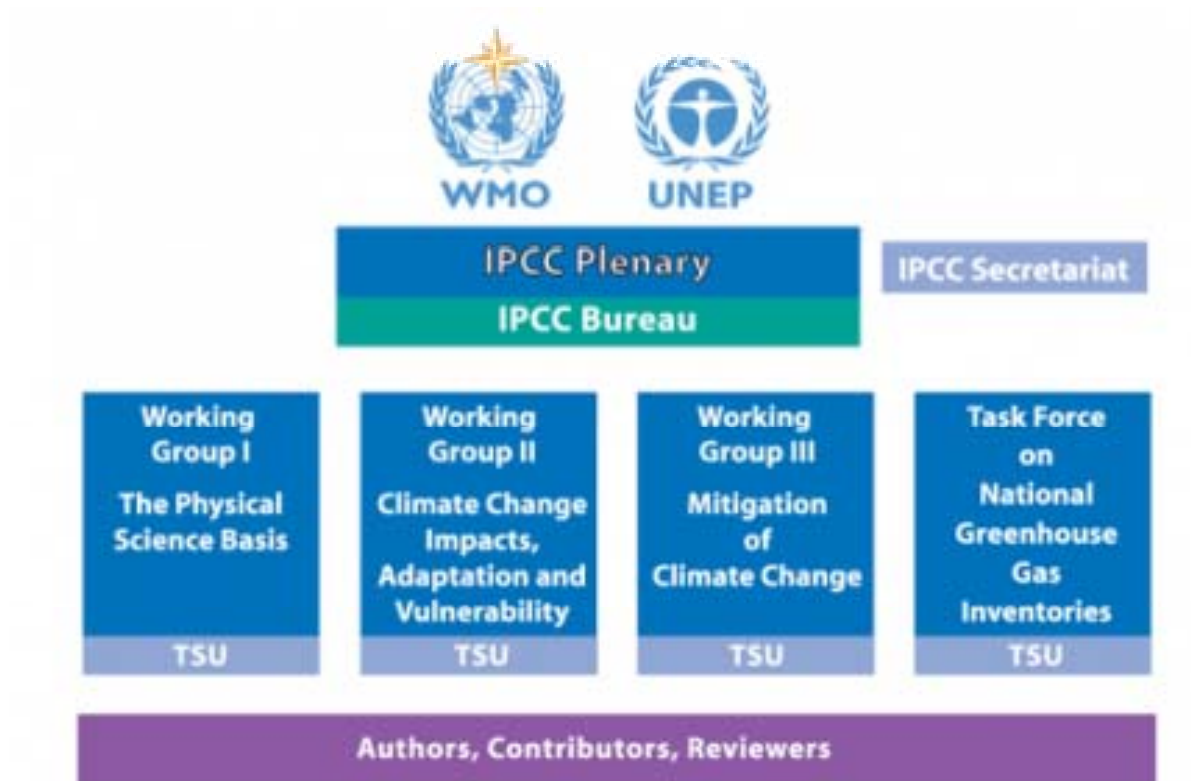 WMO
UNEP
IPCC Plenary
IPCC Secretariat
IPCC Bureau
Working
Group I
The Physical
Science Basis
TSU
Working
Group II
Climate Change
Impacts,
Adaptation and
Vulnerability
TSU
Working
Group III
Mitigation
of
Climate Change
TSU
Task Force
on
National
Greenhouse
Gas
Inventories
TSU
Authors, Contributors, Reviewers